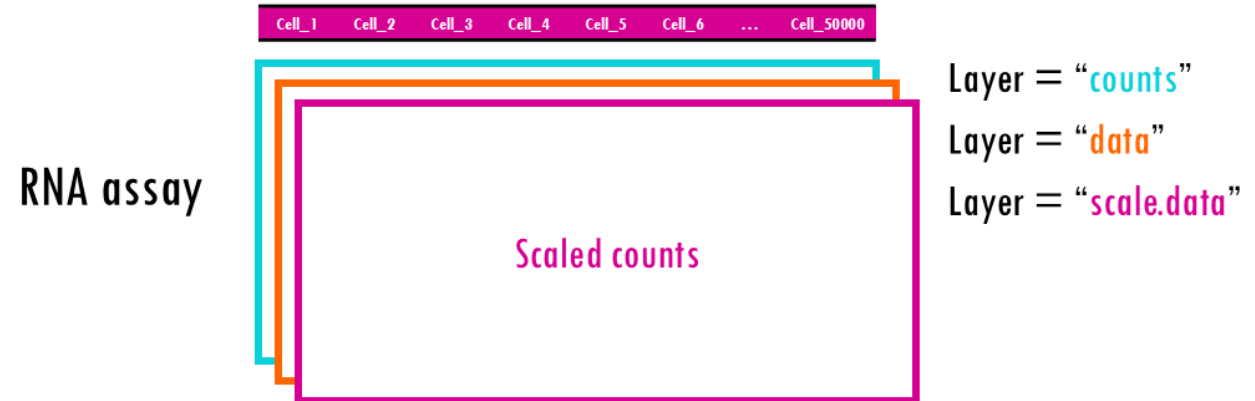 Cell_1 Cell_2 Cell_3 Cell_4 Cell_5 Cell_6 ... Cell_50000
Layer = “counts”
Layer = “data”
RNA assay
Layer = “scale.data”
Scaled counts